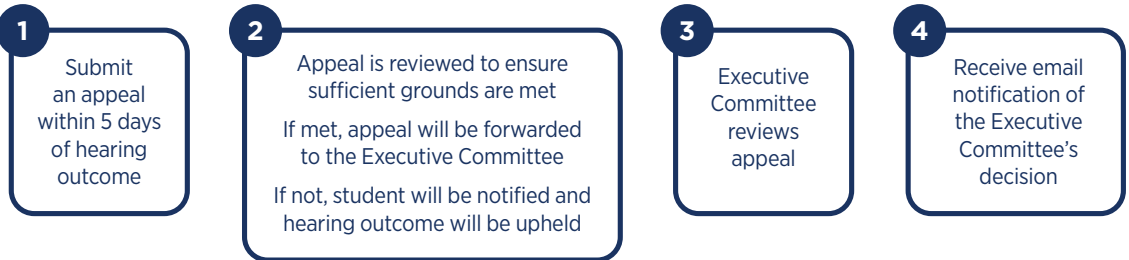 1
Submit
an appeal
within 5 days
of hearing
outcome
2
Appeal is reviewed to ensure
sufficient grounds are met
If met, appeal will be forwarded
to the Executive Committee
If not, student will be notified and
hearing outcome will be upheld
3
Executive
Committee
reviews
appeal
4
Receive email
notification of
the Executive
Committee's
decision